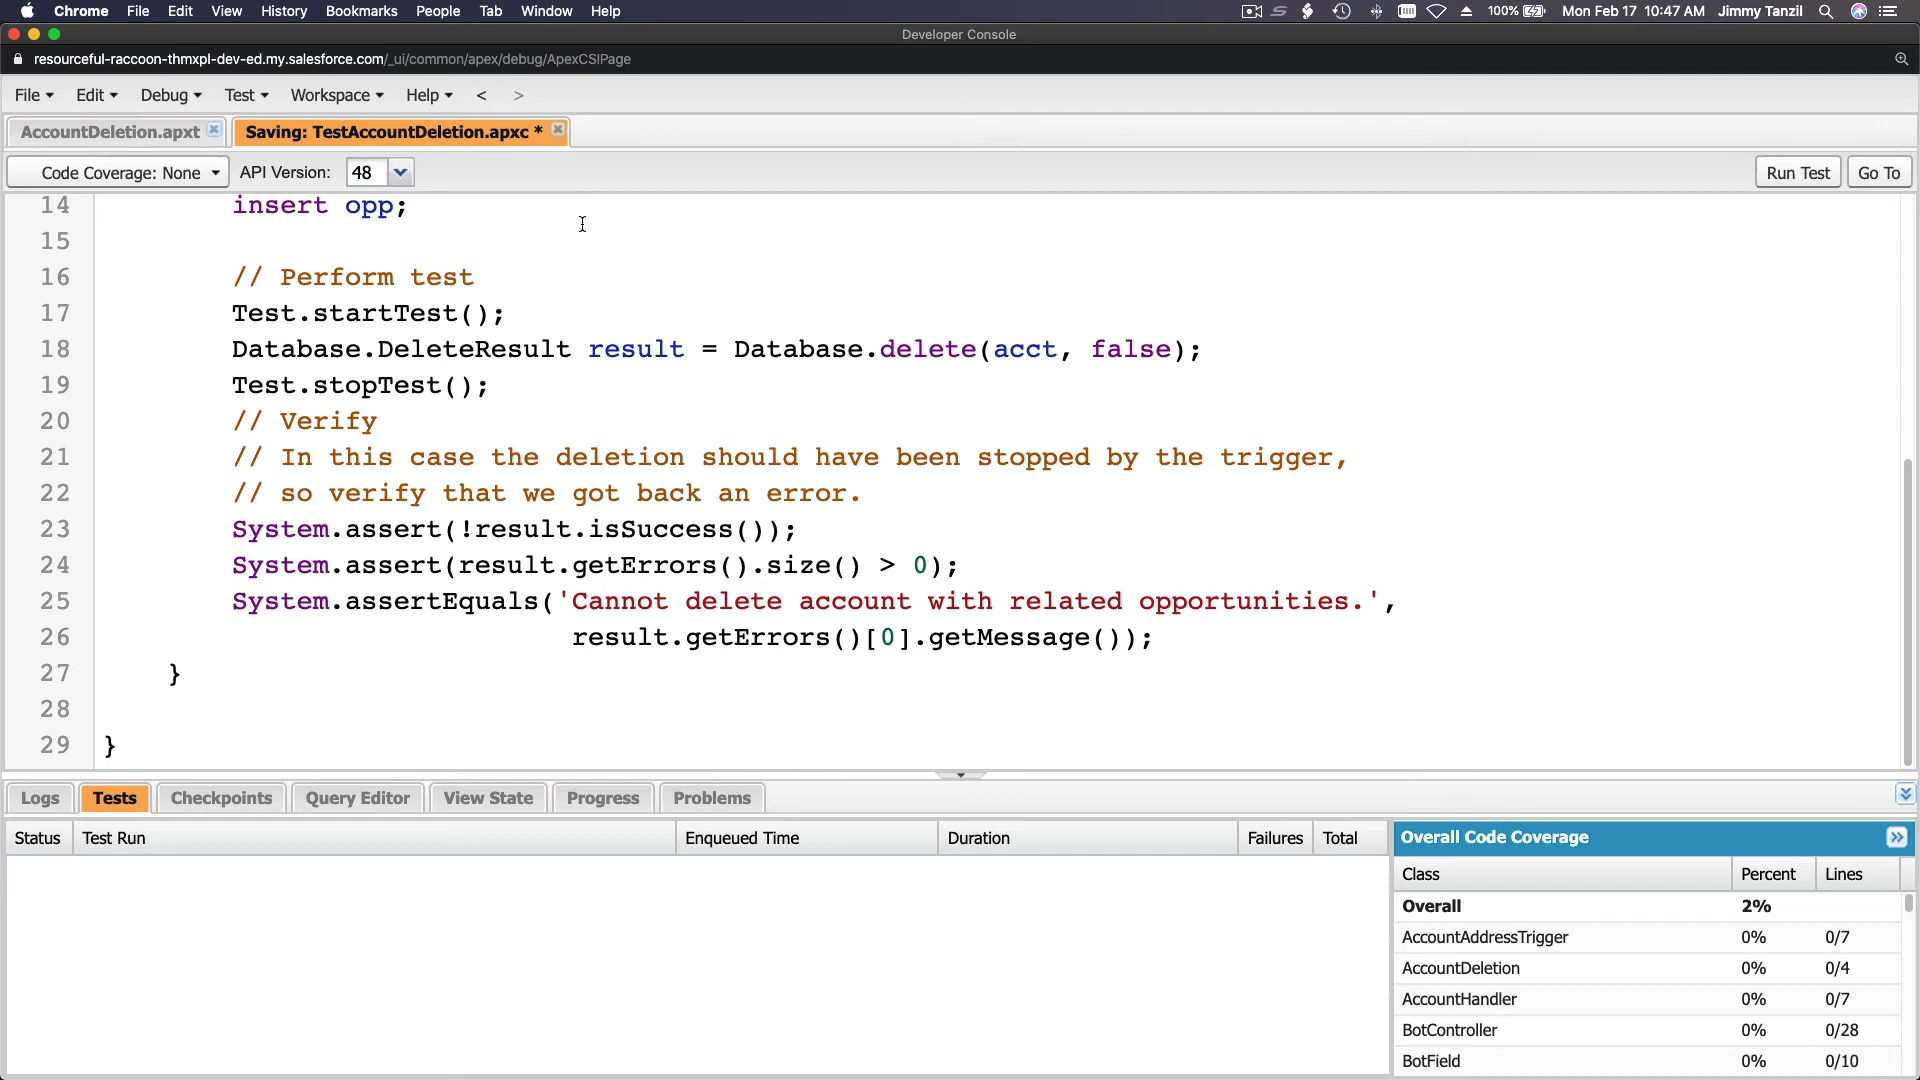 Chrome File Edit View History Bookmarks People Tab Window Help 100% Mon Feb 17 10:47 AM Jimmy Tanzil
Developer Console
resourceful-raccoon-thmxpl-dev-ed.my.salesforce.com/_ui/common/apex/debug/ApexCSIPage
File Edit Debug Test Workspace Help < >
AccountDeletion.apxt Saving: TestAccountDeletion.apxc *
Code Coverage: None API Version: 48 Run Test Go To
14 insert opp;
15
16 // Perform test
17 Test.startTest();
18 Database.DeleteResult result = Database.delete(acct, false);
19 Test.stopTest();
20 // Verify
21 // In this case the deletion should have been stopped by the trigger,
22 // so verify that we got back an error.
23 System.assert(!result.isSuccess());
24 System.assert(result.getErrors().size() > 0);
25 System.assertEquals('Cannot delete account with related opportunities.',
26 result.getErrors()[0].getMessage());
27 }
28
29 }
Logs Tests Checkpoints Query Editor View State Progress Problems
Status Test Run Enqueued Time Duration Failures Total
Overall Code Coverage
Class Percent Lines
Overall 2%
AccountAddressTrigger 0% 0/7
AccountDeletion 0% 0/4
AccountHandler 0% 0/7
BotController 0% 0/28
BotField 0% 0/10